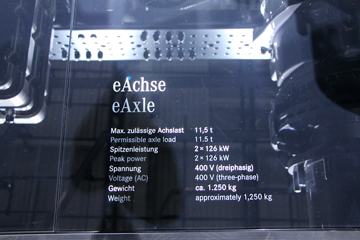 eAchse
eAxle
Max. zulässige Achslast 11,5 t
Permissible axle load 11.5 t
Spitzenleistung 2 × 126 kW
Peak power 2 × 126 kW
Spannung 400 V (dreiphasig)
Voltage (AC) 400 V (three-phase)
Gewicht ca. 1.250 kg
Weight approximately 1,250 kg